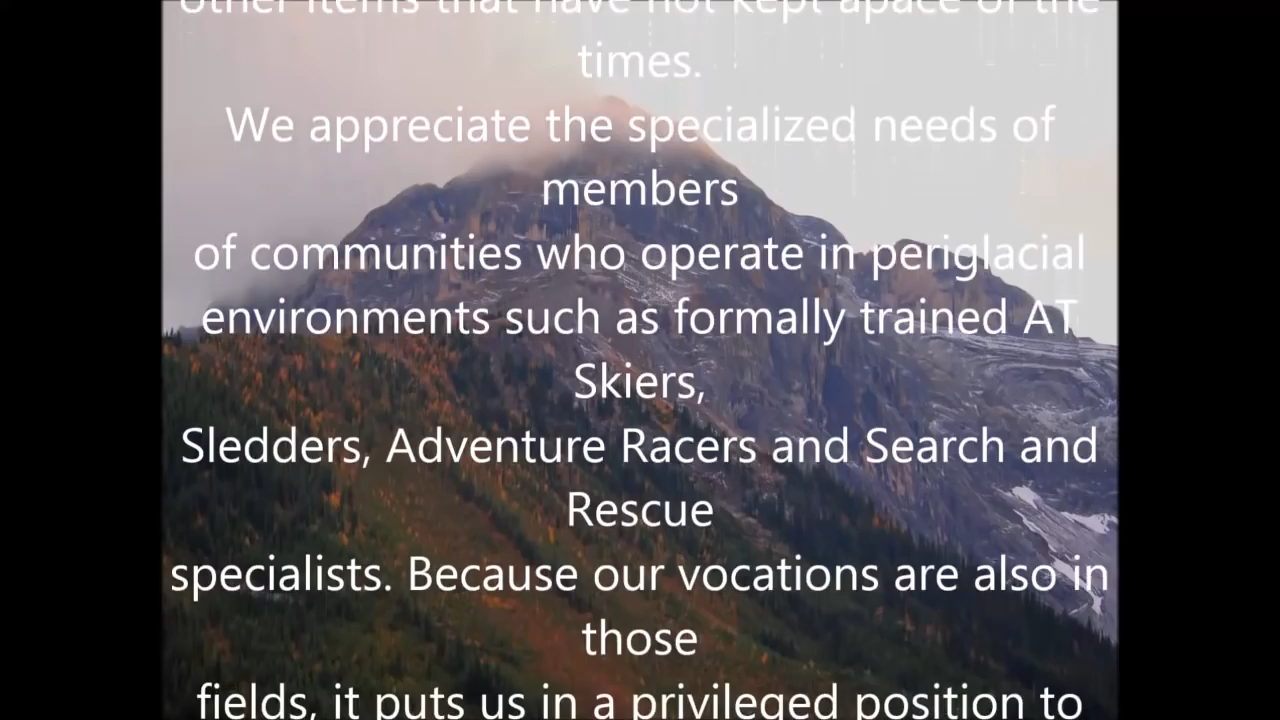 other items that have not kept apace of the
times.
We appreciate the specialized needs of
members
of communities who operate in periglacial
environments such as formally trained AT
Skiers,
Sledders, Adventure Racers and Search and
Rescue
specialists. Because our vocations are also in
those
fields, it puts us in a privileged position to